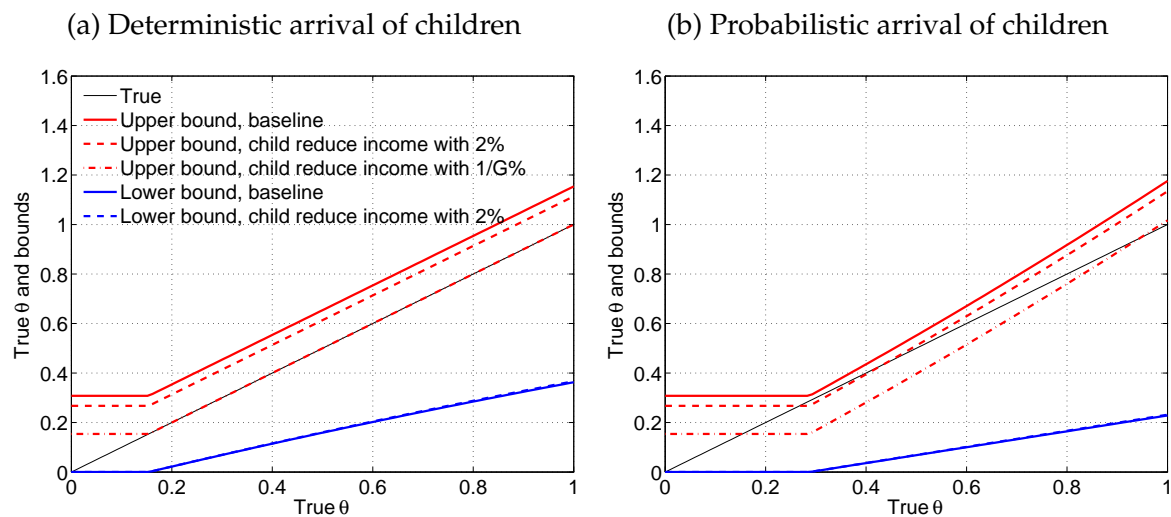 (a) Deterministic arrival of children
1.6
1.4
1.2
1
0.8
0.6
0.4
0.2
0
True θ and bounds
True
Upper bound, baseline
Upper bound, child reduce income with 2%
Upper bound, child reduce income with 1/G%
Lower bound, baseline
Lower bound, child reduce income with 2%
0 0.2 0.4 0.6 0.8 1
True θ
(b) Probabilistic arrival of children
1.6
1.4
1.2
1
0.8
0.6
0.4
0.2
0
True θ and bounds
0 0.2 0.4 0.6 0.8 1
True θ